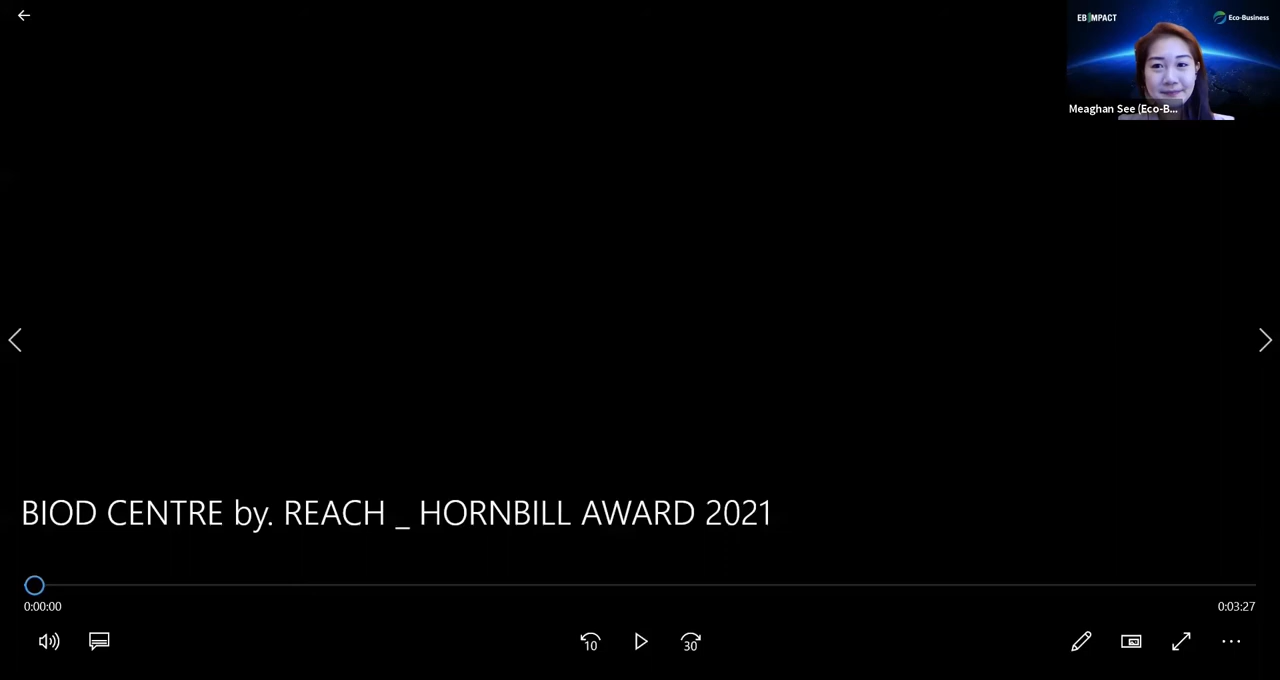 EB IMPACT
Eco-Business
Meaghan See (Eco-B...
BIOD CENTRE by. REACH _ HORNBILL AWARD 2021
0:00:00
0:03:27
10
30